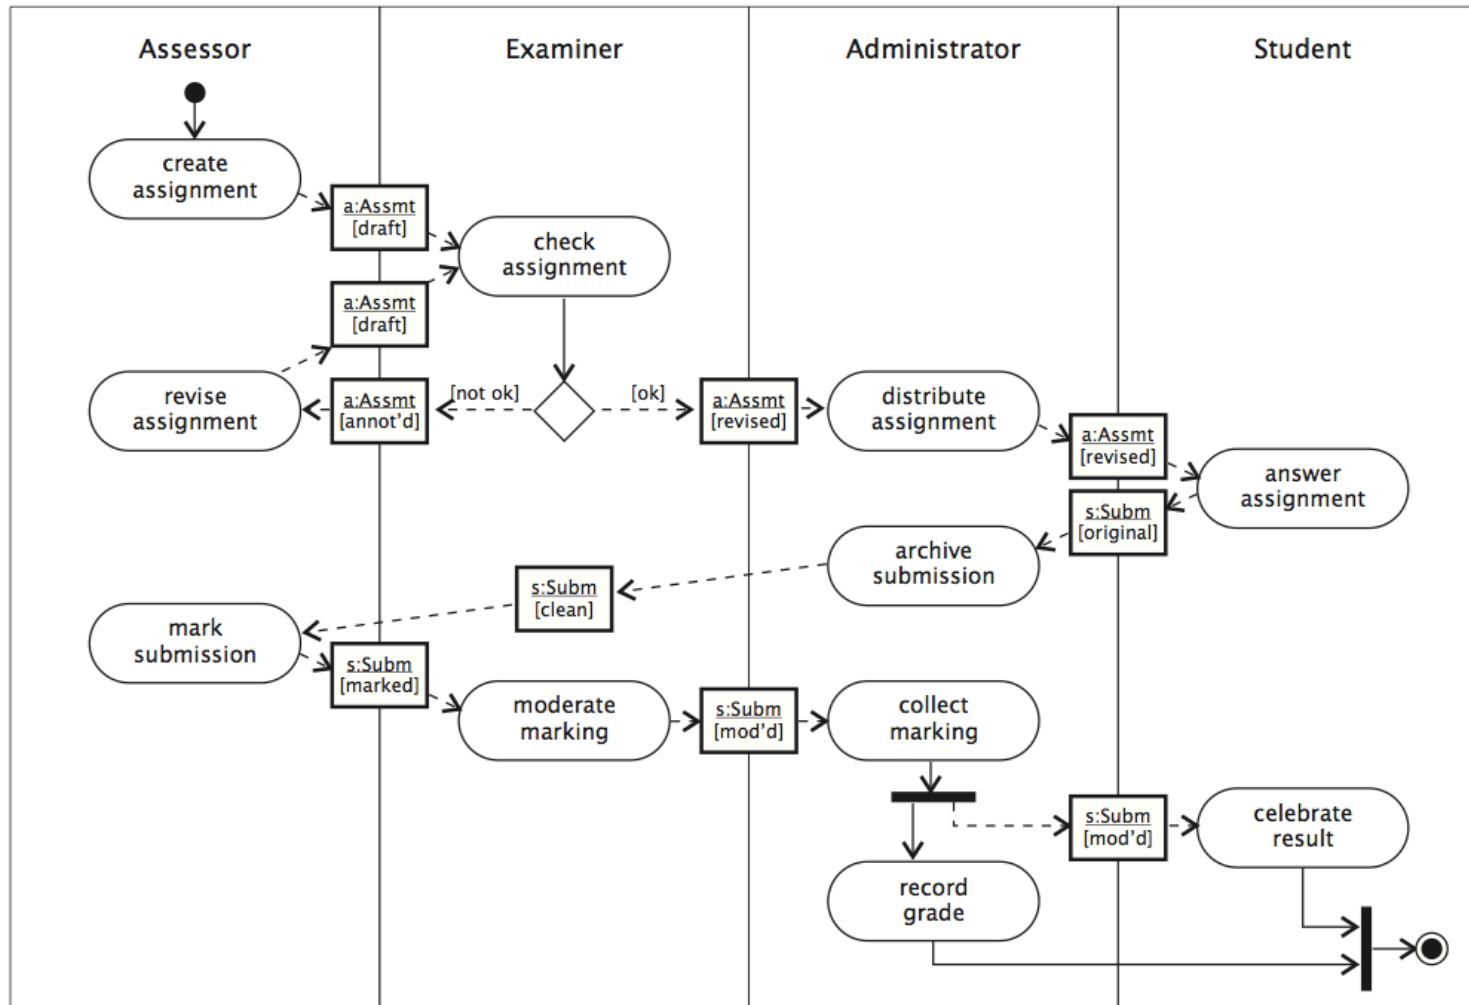 Assessor
Examiner
Administrator
Student
create
assignment
a:Assmt
[draft]
check
assignment
a:Assmt
[draft]
revise
assignment
a:Assmt
[annot'd]
[not ok]
[ok]
a:Assmt
[revised]
distribute
assignment
a:Assmt
[revised]
answer
assignment
s:Subm
[original]
archive
submission
s:Subm
[clean]
mark
submission
s:Subm
[marked]
moderate
marking
s:Subm
[mod'd]
collect
marking
s:Subm
[mod'd]
celebrate
result
record
grade